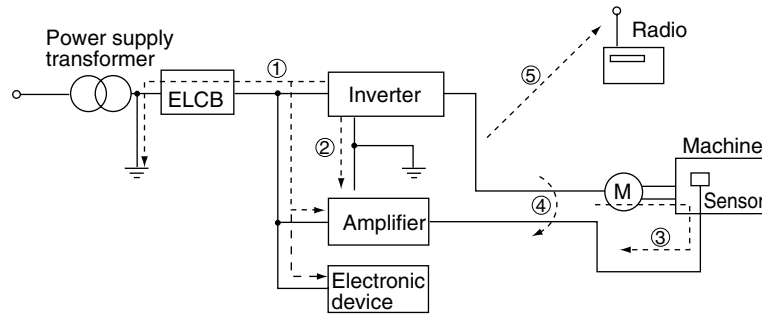 Power supply
transformer
ELCB
①
Inverter
②
Amplifier
Electronic
device
⑤
Radio
④
M
Machine
Sensor
③